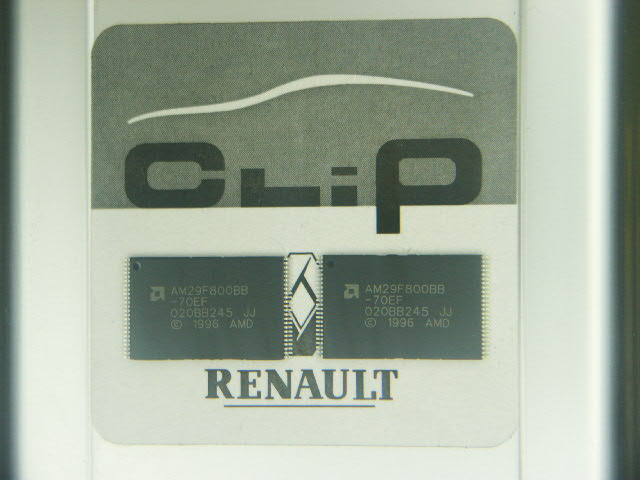 CLiP
AM29F800BB
-70EF
020BB245 JJ
© 1996 AMD
AM29F800BB
-70EF
020BB245 JJ
© 1996 AMD
RENAULT